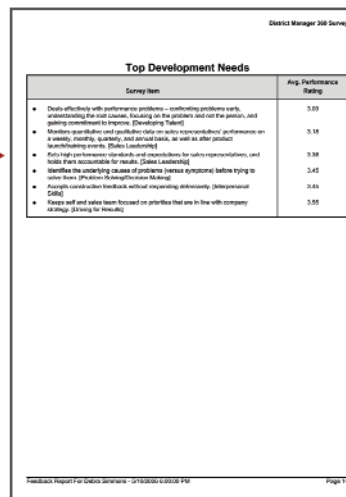 District Manager 360 Survey
Top Development Needs
Survey Item
Avg. Performance
Rating
Deals effectively with performance problems – confronting problems early,
understanding the root causes, focusing on the problem and not the person, and
gaining commitment to improve. [Developing Talent]
3.00
Monitors quantitative and qualitative data on sales representatives' performance on
a weekly, monthly, quarterly, and annual basis, as well as after product
launch/training events. [Sales Leadership]
3.18
Sets high performance standards and expectations for sales representatives, and
holds them accountable for results. [Sales Leadership]
3.36
Identifies the underlying causes of problems (versus symptoms) before trying to
solve them. [Problem Solving/Decision Making]
3.45
Accepts constructive feedback without responding defensively. [Interpersonal
Skills]
3.45
Keeps self and sales team focused on priorities that are in line with company
strategy. [Driving for Results]
3.55
Feedback Report For Debra Simmons - 6:00:00 PM
Page